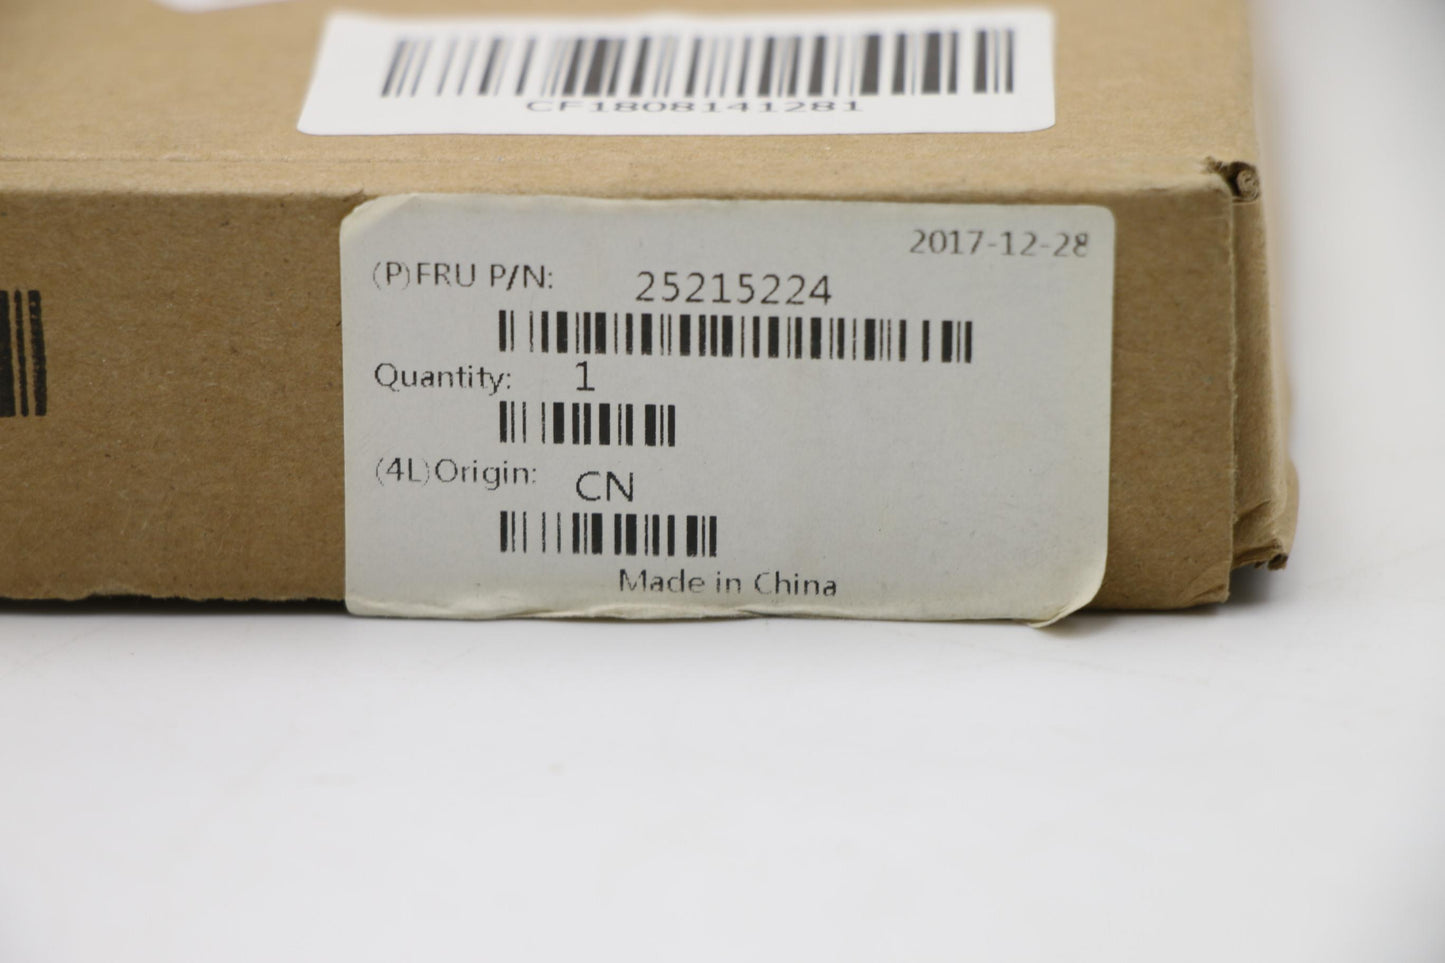 CF1808141281
2017-12-28
(P)FRU P/N: 25215224
Quantity: 1
(4L)Origin: CN
Made in China